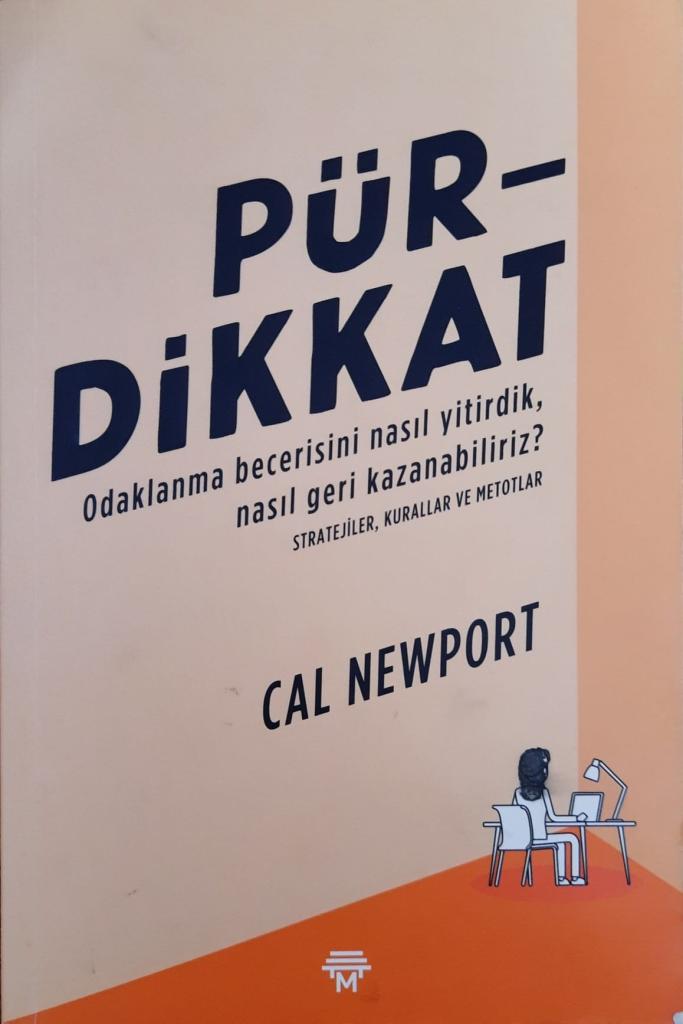 PÜR–
DİKKAT
Odaklanma becerisini nasıl yitirdik,
nasıl geri kazanabiliriz?
STRATEJİLER, KURALLAR VE METOTLAR
CAL NEWPORT
M